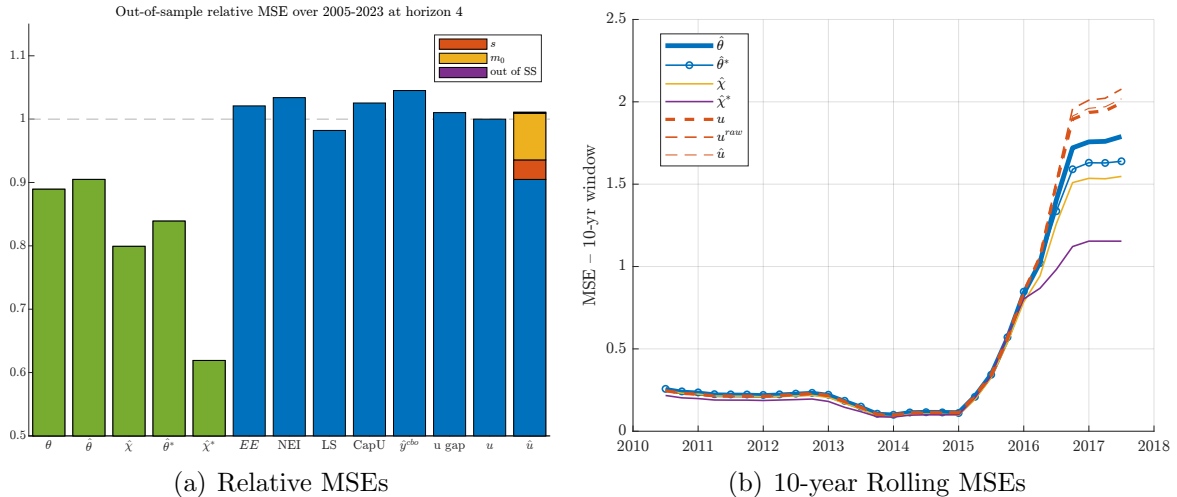 Out-of-sample relative MSE over 2005-2023 at horizon 4
s
m₀
out of SS
1.1
1
0.9
0.8
0.7
0.6
0.5
θ θ̂ χ̂ θ̂* χ̂* EE NEI LS CapU ŷᶜᵇᵒ u gap u û
(a) Relative MSEs
θ̂
θ̂*
χ̂
χ̂*
u
uʳᵃʷ
û
MSE – 10-yr window
2.5
2
1.5
1
0.5
0
2010 2011 2012 2013 2014 2015 2016 2017 2018
(b) 10-year Rolling MSEs